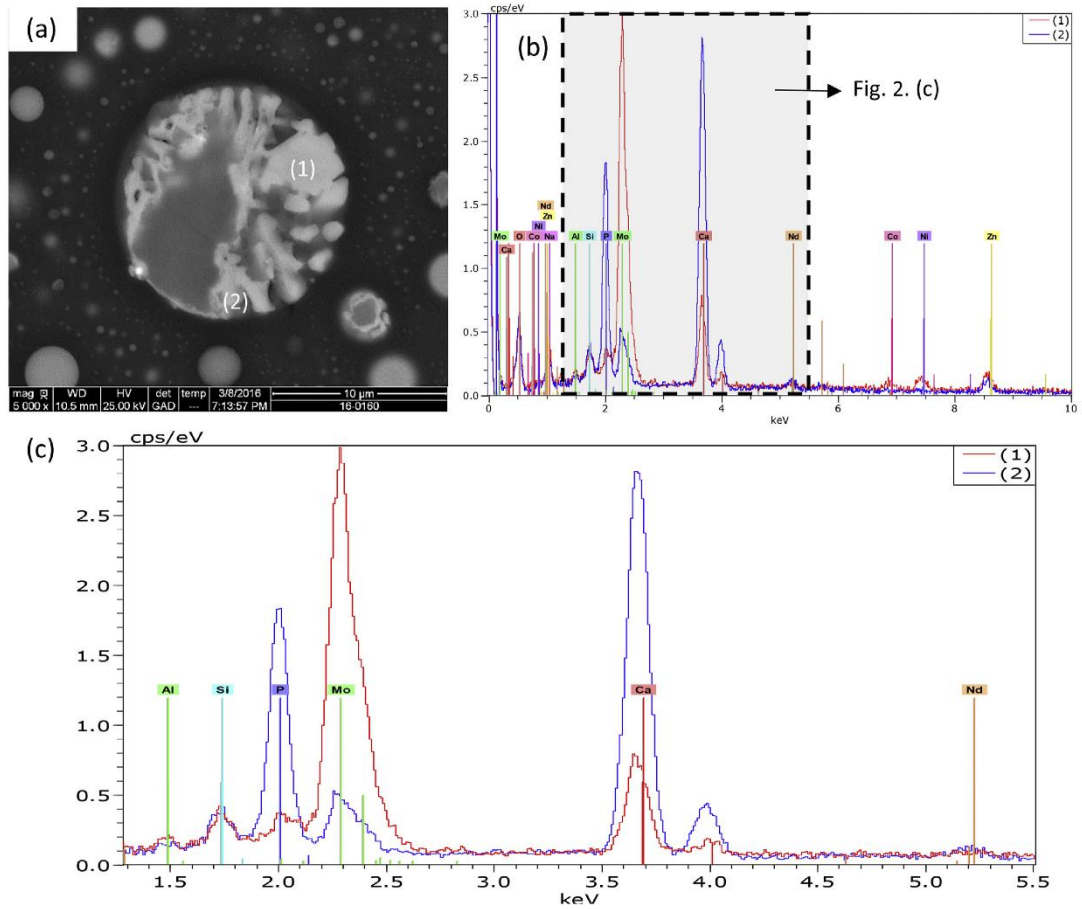 (a)
(1)
(2)
mag
WD
HV
det
temp
3/8/2016
10 µm
5 000 x
10.5 mm
25.00 kV
GAD
---
7:13:57 PM
16-0160
(b)
cps/eV
3.0
2.5
2.0
1.5
1.0
0.5
0.0
(1)
(2)
Fig. 2. (c)
Nd
Zn
Ni
Mo
Ca
O
Co
Na
Al
Si
P
Mo
Ca
Nd
Co
Ni
Zn
0
2
4
6
8
10
keV
(c)
cps/eV
3.0
2.5
2.0
1.5
1.0
0.5
0.0
(1)
(2)
Al
Si
P
Mo
Ca
Nd
1.5
2.0
2.5
3.0
3.5
4.0
4.5
5.0
5.5
keV